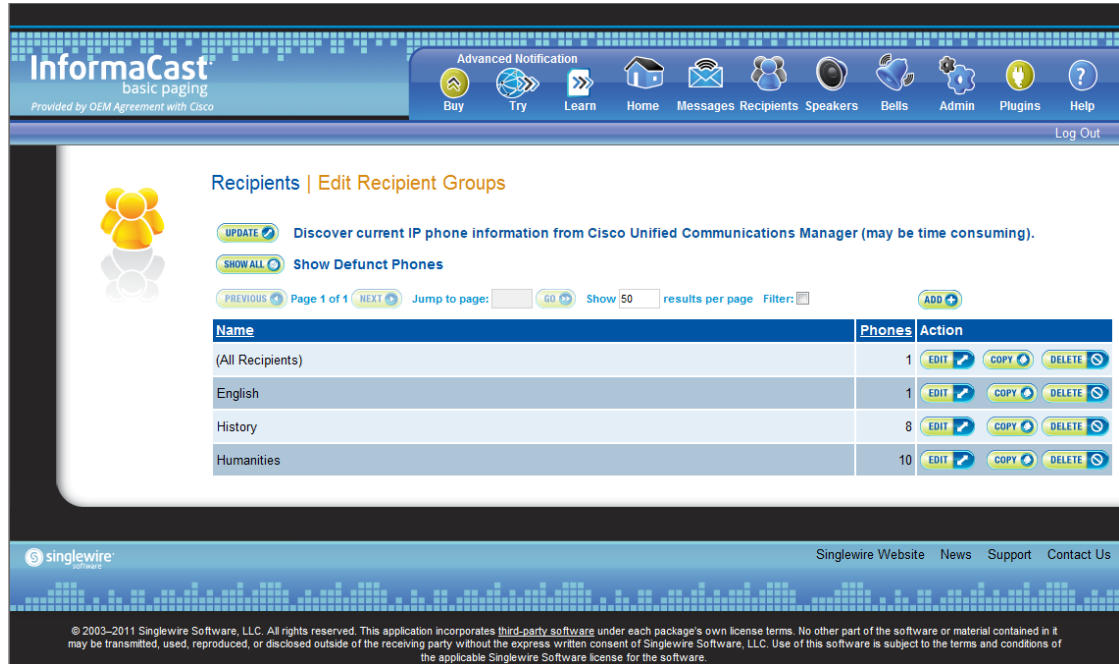 InformaCast
basic paging
Provided by OEM Agreement with Cisco
Advanced Notification
Buy Try Learn Home Messages Recipients Speakers Bells Admin Plugins Help
Log Out
Recipients | Edit Recipient Groups
UPDATE Discover current IP phone information from Cisco Unified Communications Manager (may be time consuming).
SHOW ALL Show Defunct Phones
PREVIOUS Page 1 of 1 NEXT Jump to page: GO Show 50 results per page Filter: ADD
Name Phones Action
(All Recipients) 1 EDIT COPY DELETE
English 1 EDIT COPY DELETE
History 8 EDIT COPY DELETE
Humanities 10 EDIT COPY DELETE
singlewire
software
Singlewire Website News Support Contact Us
© 2003–2011 Singlewire Software, LLC. All rights reserved. This application incorporates third-party software under each package's own license terms. No other part of the software or material contained in it
may be transmitted, used, reproduced, or disclosed outside of the receiving party without the express written consent of Singlewire Software, LLC. Use of this software is subject to the terms and conditions of
the applicable Singlewire Software license for the software.